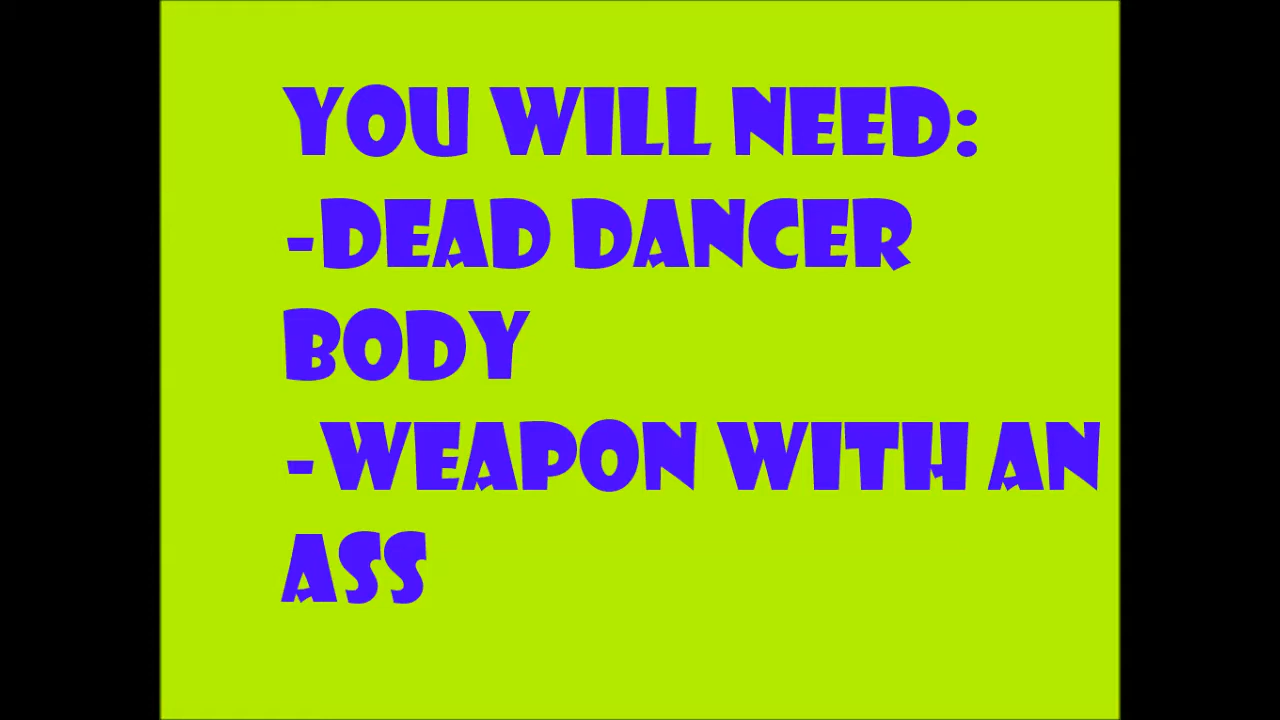 YOU WILL NEED:
-DEAD DANCER
BODY
-WEAPON WITH AN
ASS